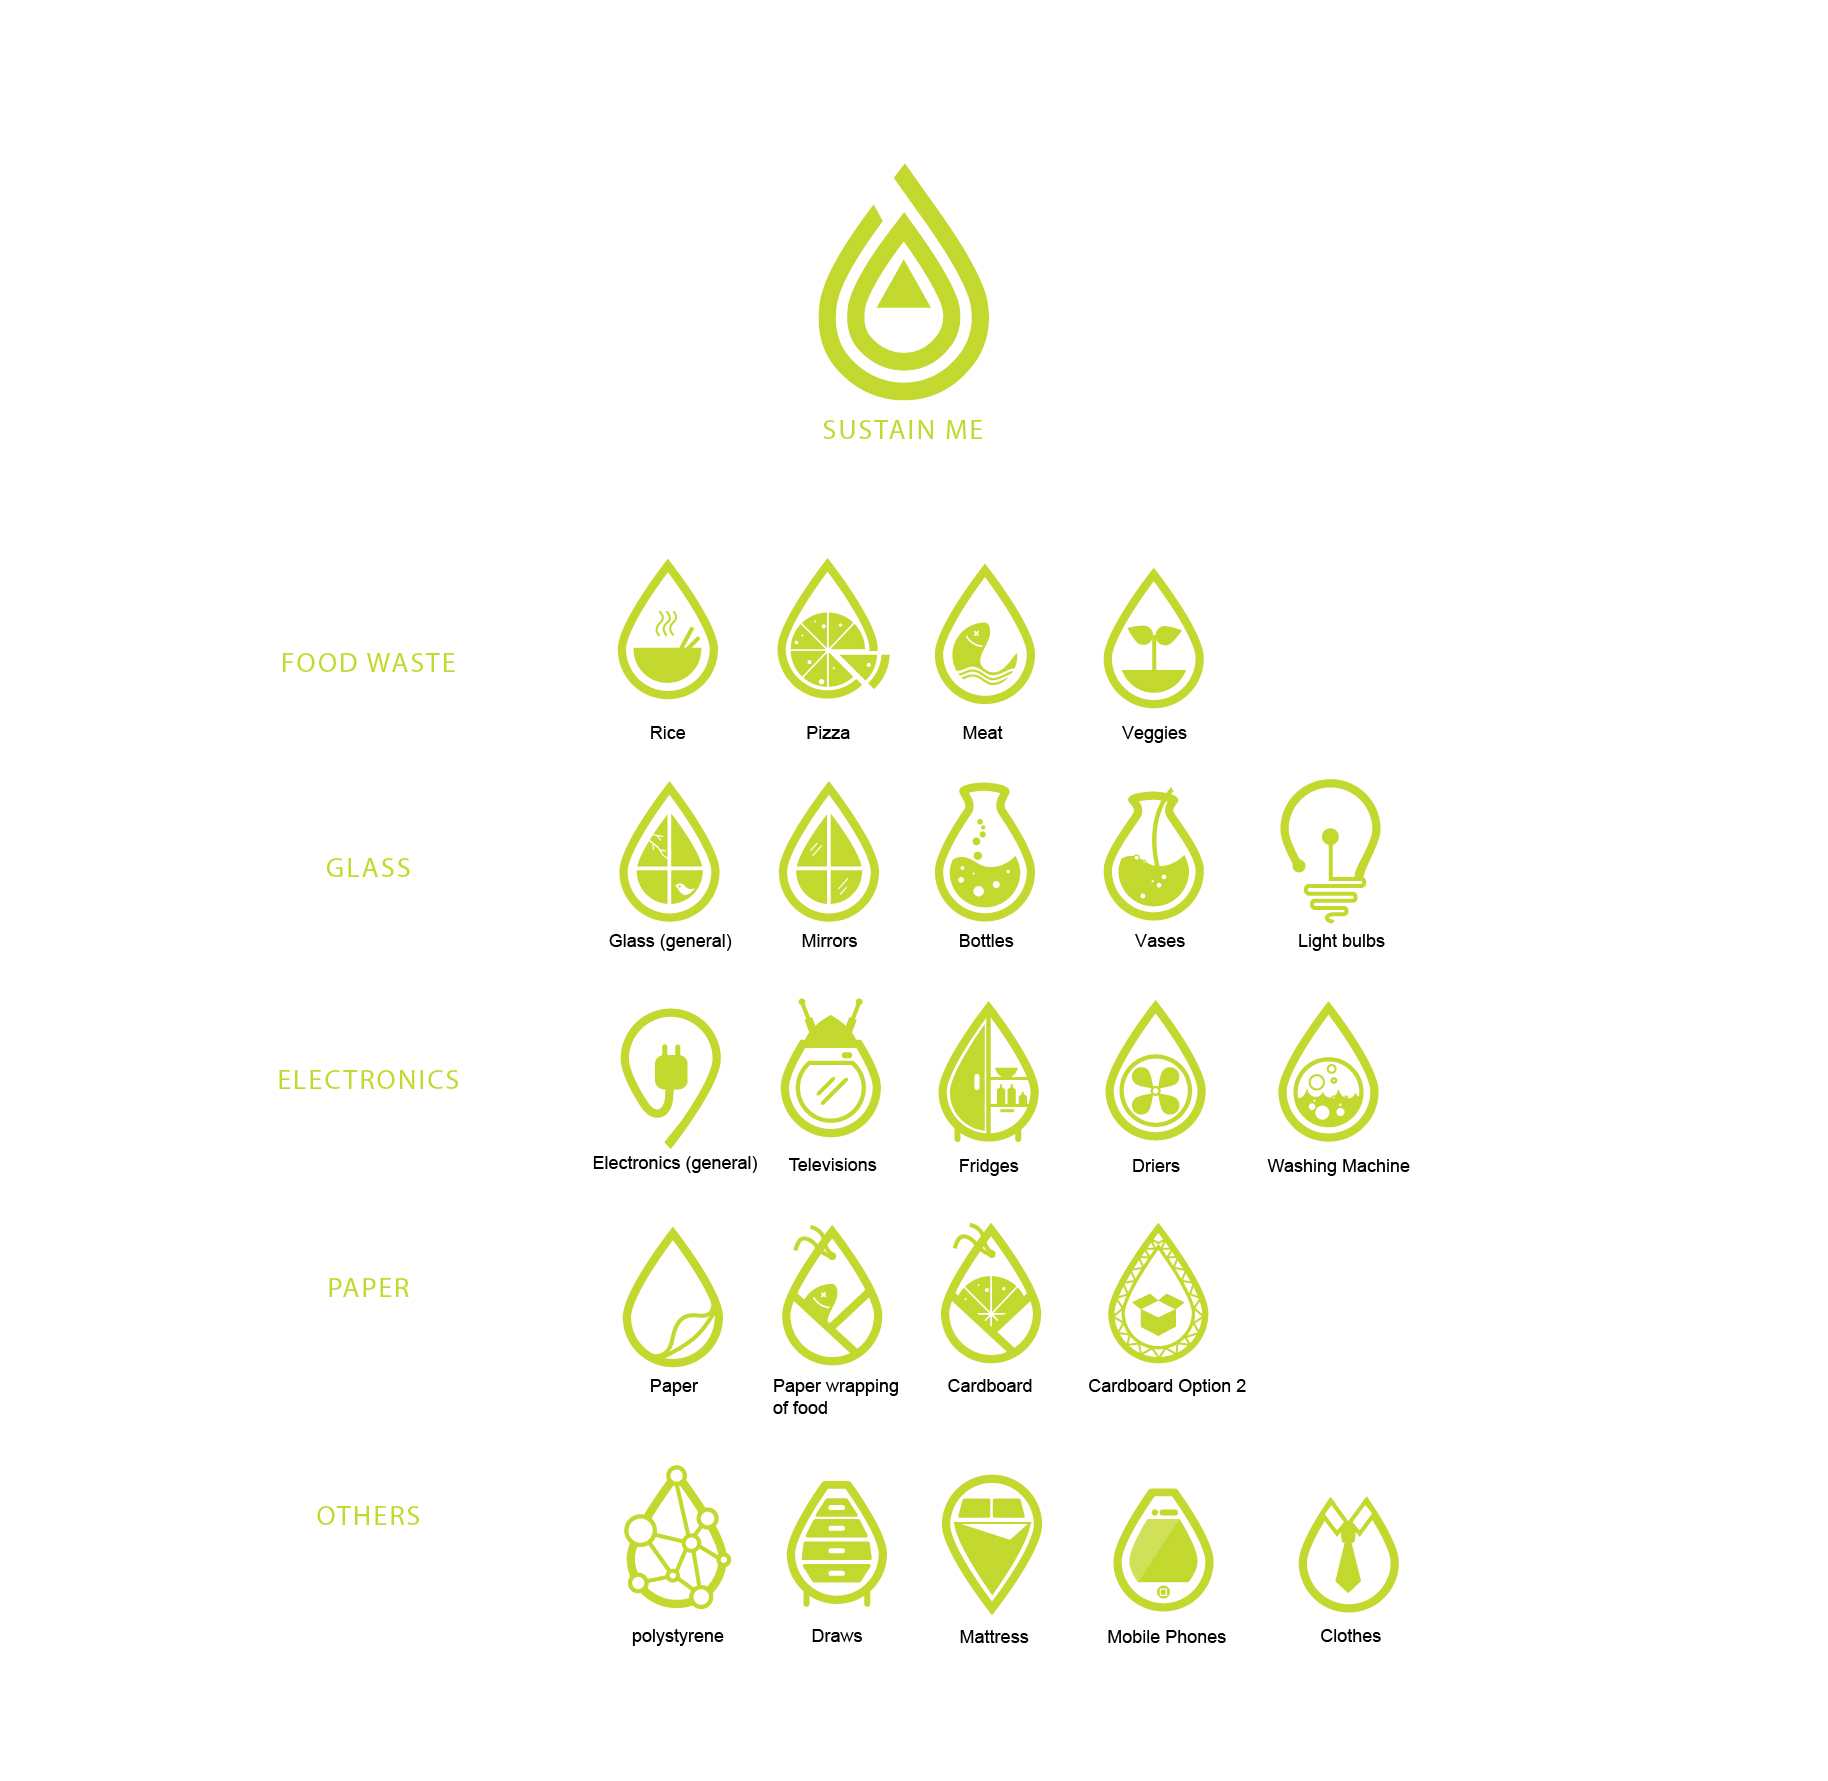 SUSTAIN ME
FOOD WASTE
Rice
Pizza
Meat
Veggies
GLASS
Glass (general)
Mirrors
Bottles
Vases
Light bulbs
ELECTRONICS
Electronics (general)
Televisions
Fridges
Driers
Washing Machine
PAPER
Paper
Paper wrapping
of food
Cardboard
Cardboard Option 2
OTHERS
polystyrene
Draws
Mattress
Mobile Phones
Clothes